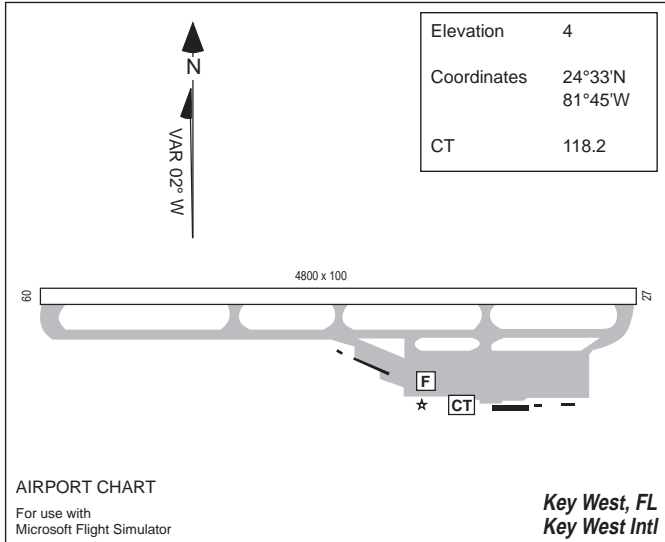 Elevation 4
Coordinates 24°33'N
81°45'W
CT 118.2
N
VAR 02° W
4800 x 100
09
27
F
CT
AIRPORT CHART
For use with
Microsoft Flight Simulator
Key West, FL
Key West Intl